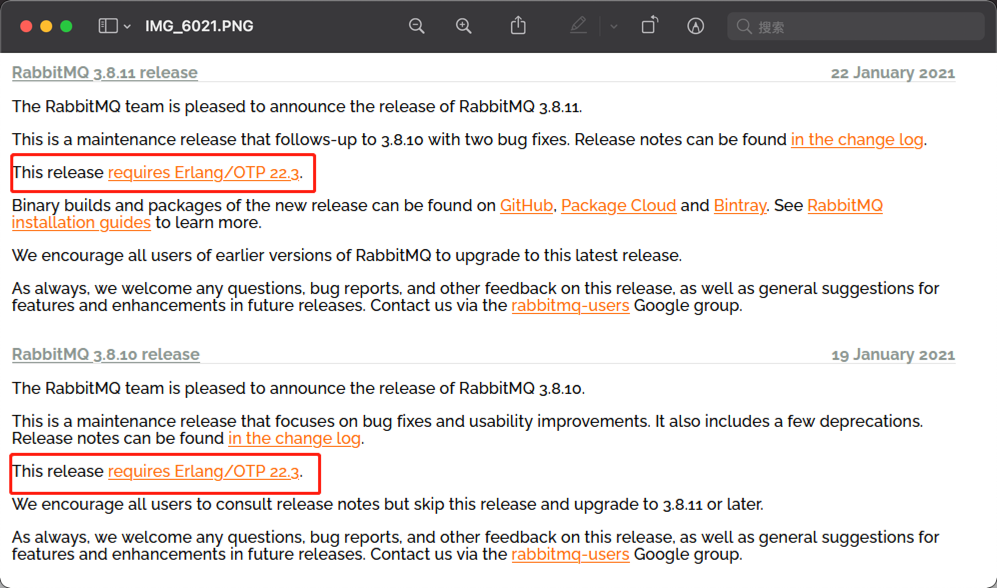 IMG_6021.PNG
搜索
RabbitMQ 3.8.11 release 22 January 2021
The RabbitMQ team is pleased to announce the release of RabbitMQ 3.8.11.
This is a maintenance release that follows-up to 3.8.10 with two bug fixes. Release notes can be found in the change log.
This release requires Erlang/OTP 22.3.
Binary builds and packages of the new release can be found on GitHub, Package Cloud and Bintray. See RabbitMQ
installation guides to learn more.
We encourage all users of earlier versions of RabbitMQ to upgrade to this latest release.
As always, we welcome any questions, bug reports, and other feedback on this release, as well as general suggestions for
features and enhancements in future releases. Contact us via the rabbitmq-users Google group.
RabbitMQ 3.8.10 release 19 January 2021
The RabbitMQ team is pleased to announce the release of RabbitMQ 3.8.10.
This is a maintenance release that focuses on bug fixes and usability improvements. It also includes a few deprecations.
Release notes can be found in the change log.
This release requires Erlang/OTP 22.3.
We encourage all users to consult release notes but skip this release and upgrade to 3.8.11 or later.
As always, we welcome any questions, bug reports, and other feedback on this release, as well as general suggestions for
features and enhancements in future releases. Contact us via the rabbitmq-users Google group.